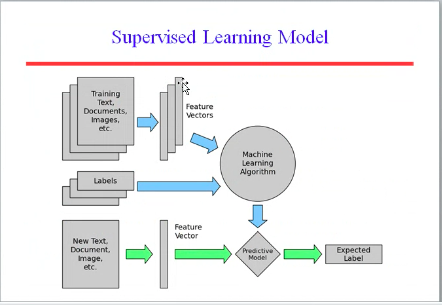 Supervised Learning Model
Training
Text,
Documents,
Images,
etc.
Feature
Vectors
Machine
Learning
Algorithm
Labels
New Text,
Document,
Image,
etc.
Feature
Vector
Predictive
Model
Expected
Label